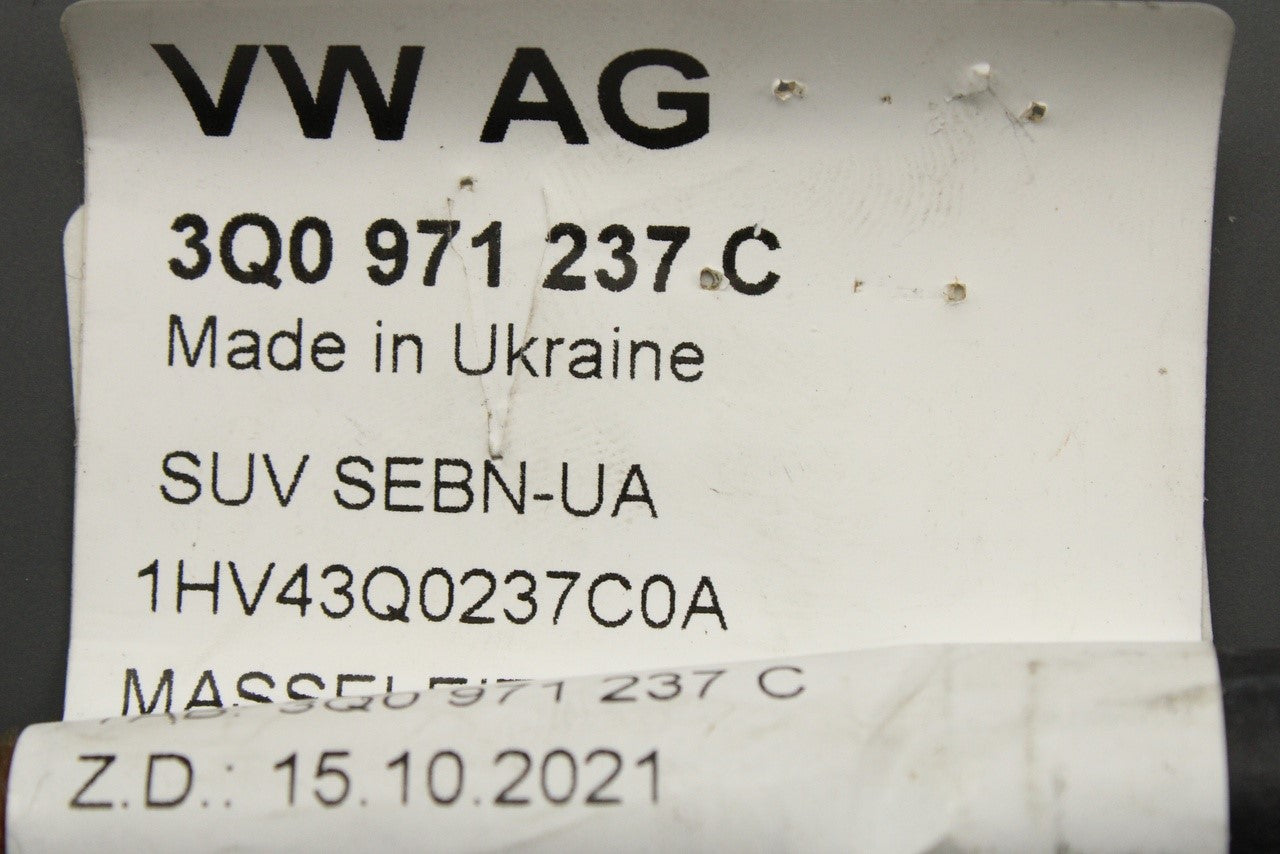 VW AG
3Q0 971 237 C
Made in Ukraine
SUV SEBN-UA
1HV43Q0237C0A
3Q0 971 237 C
Z.D.: 15.10.2021